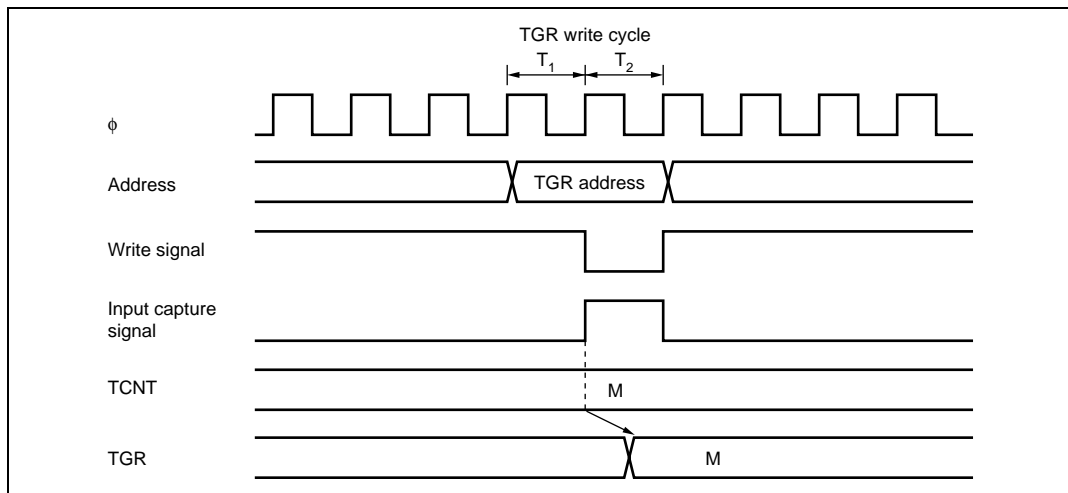 TGR write cycle
T1 T2
ϕ
Address
TGR address
Write signal
Input capture
signal
TCNT
M
TGR
M